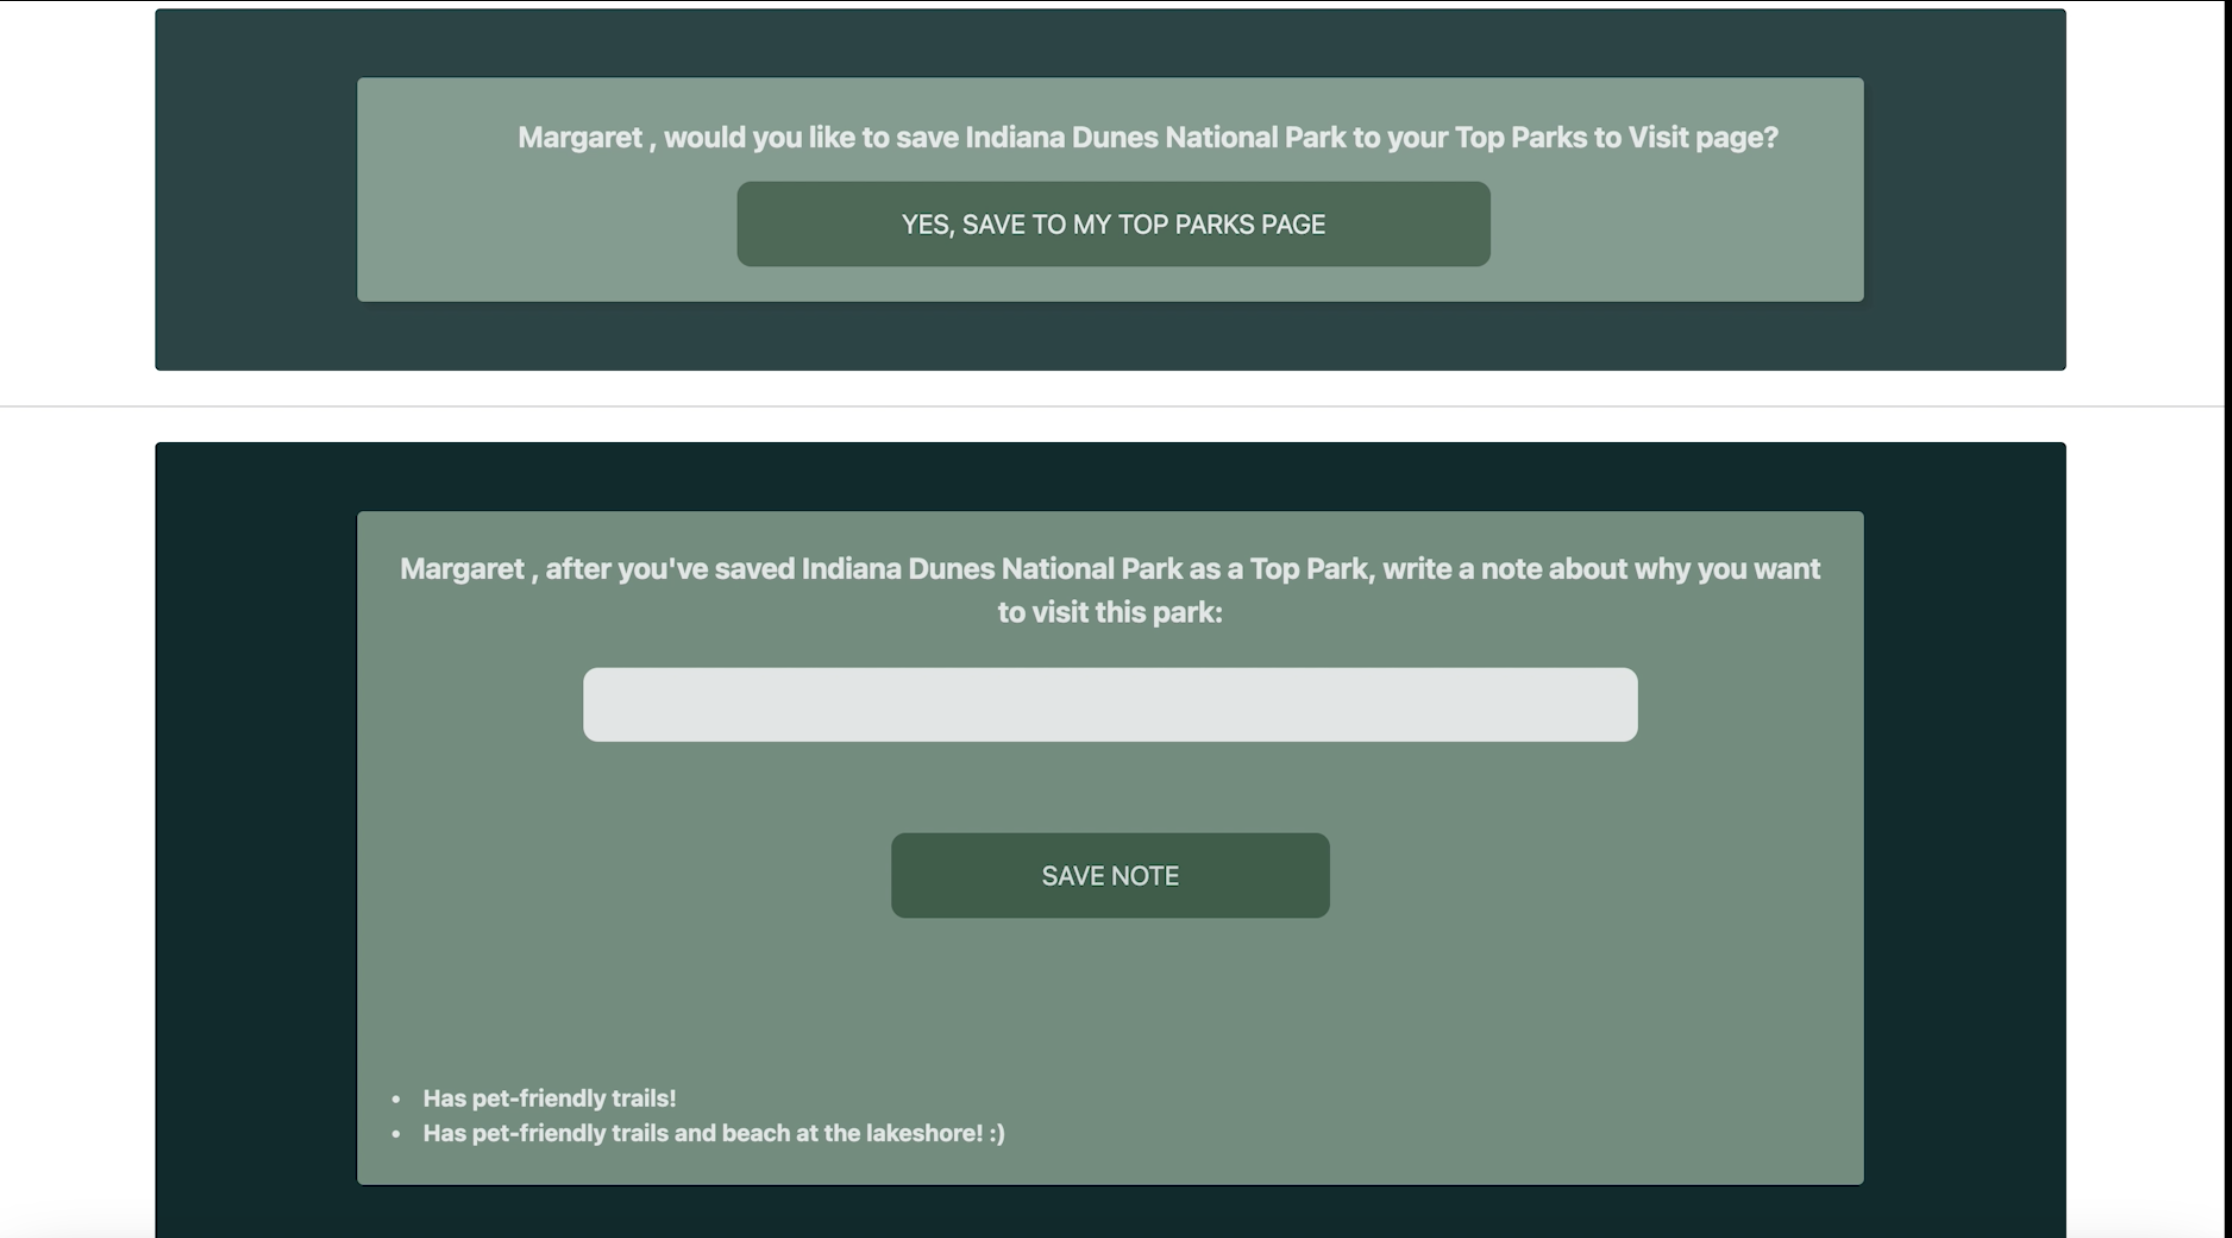 Margaret , would you like to save Indiana Dunes National Park to your Top Parks to Visit page?
YES, SAVE TO MY TOP PARKS PAGE
Margaret , after you've saved Indiana Dunes National Park as a Top Park, write a note about why you want
to visit this park:
SAVE NOTE
• Has pet-friendly trails!
• Has pet-friendly trails and beach at the lakeshore! :)